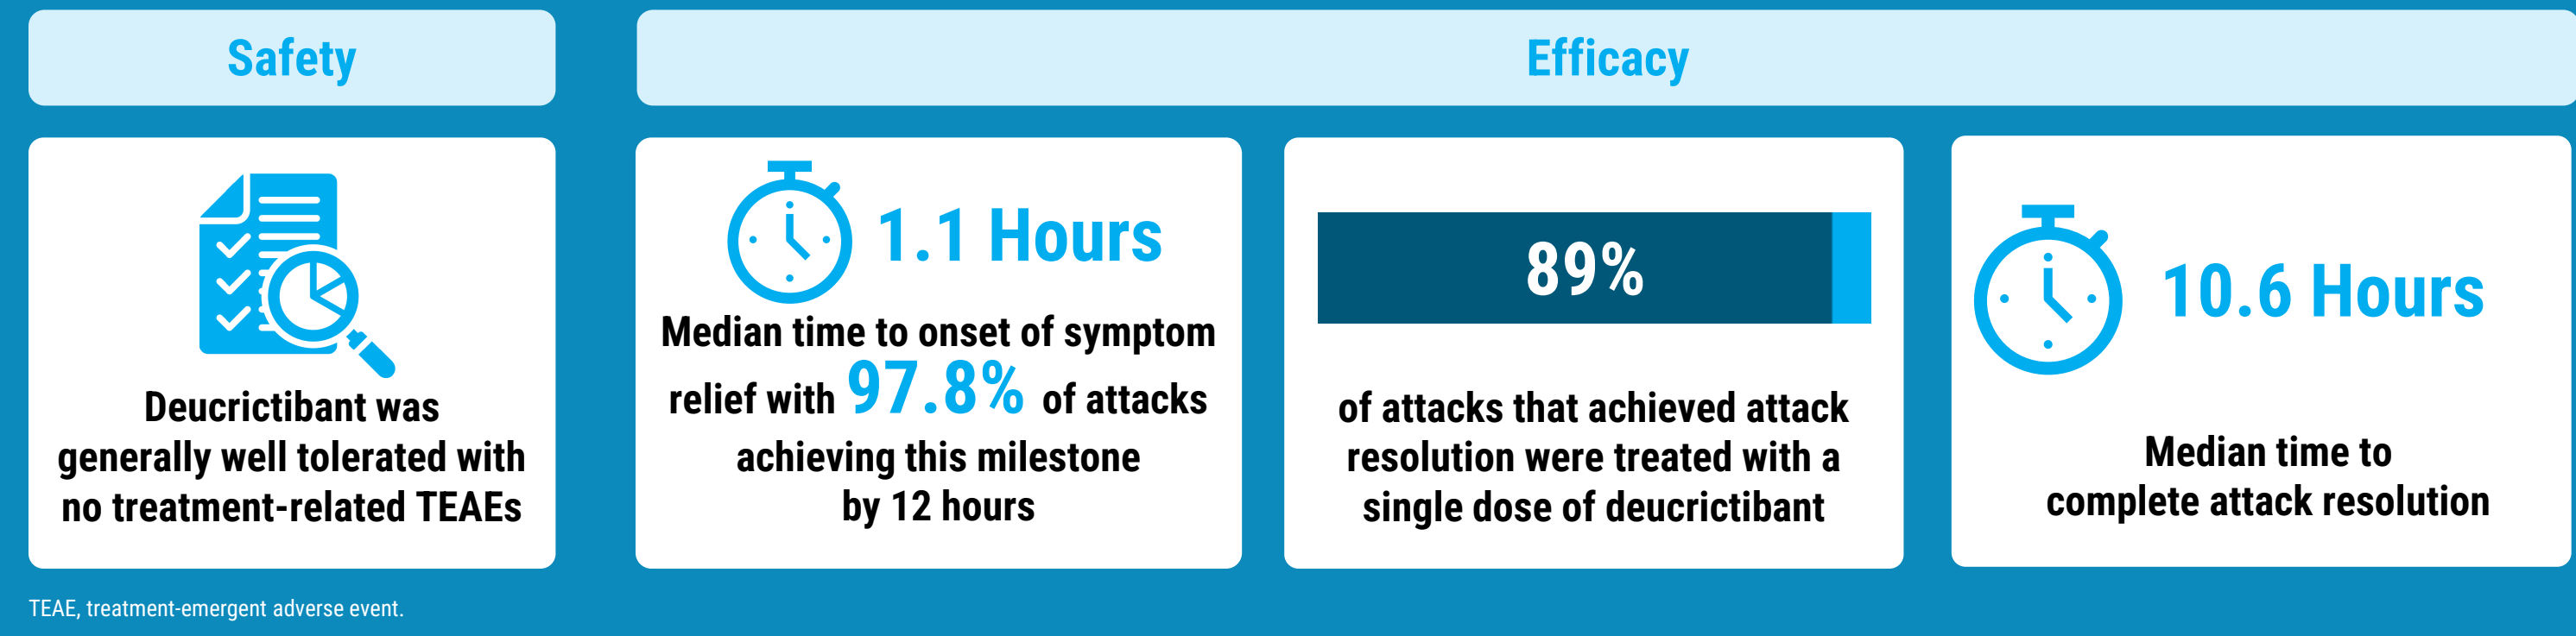 Safety
Efficacy
Deucrictibant was
generally well tolerated with
no treatment-related TEAEs
1.1 Hours
Median time to onset of symptom
relief with 97.8% of attacks
achieving this milestone
by 12 hours
89%
of attacks that achieved attack
resolution were treated with a
single dose of deucrictibant
10.6 Hours
Median time to
complete attack resolution
TEAE, treatment-emergent adverse event.